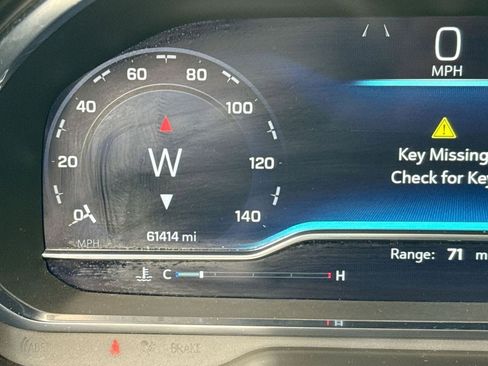 0
MPH
60 80
40 100
20 120
0 140
W
MPH
61414 mi
Key Missing
Check for Key
Range: 71 m
C H
H
BRAKE